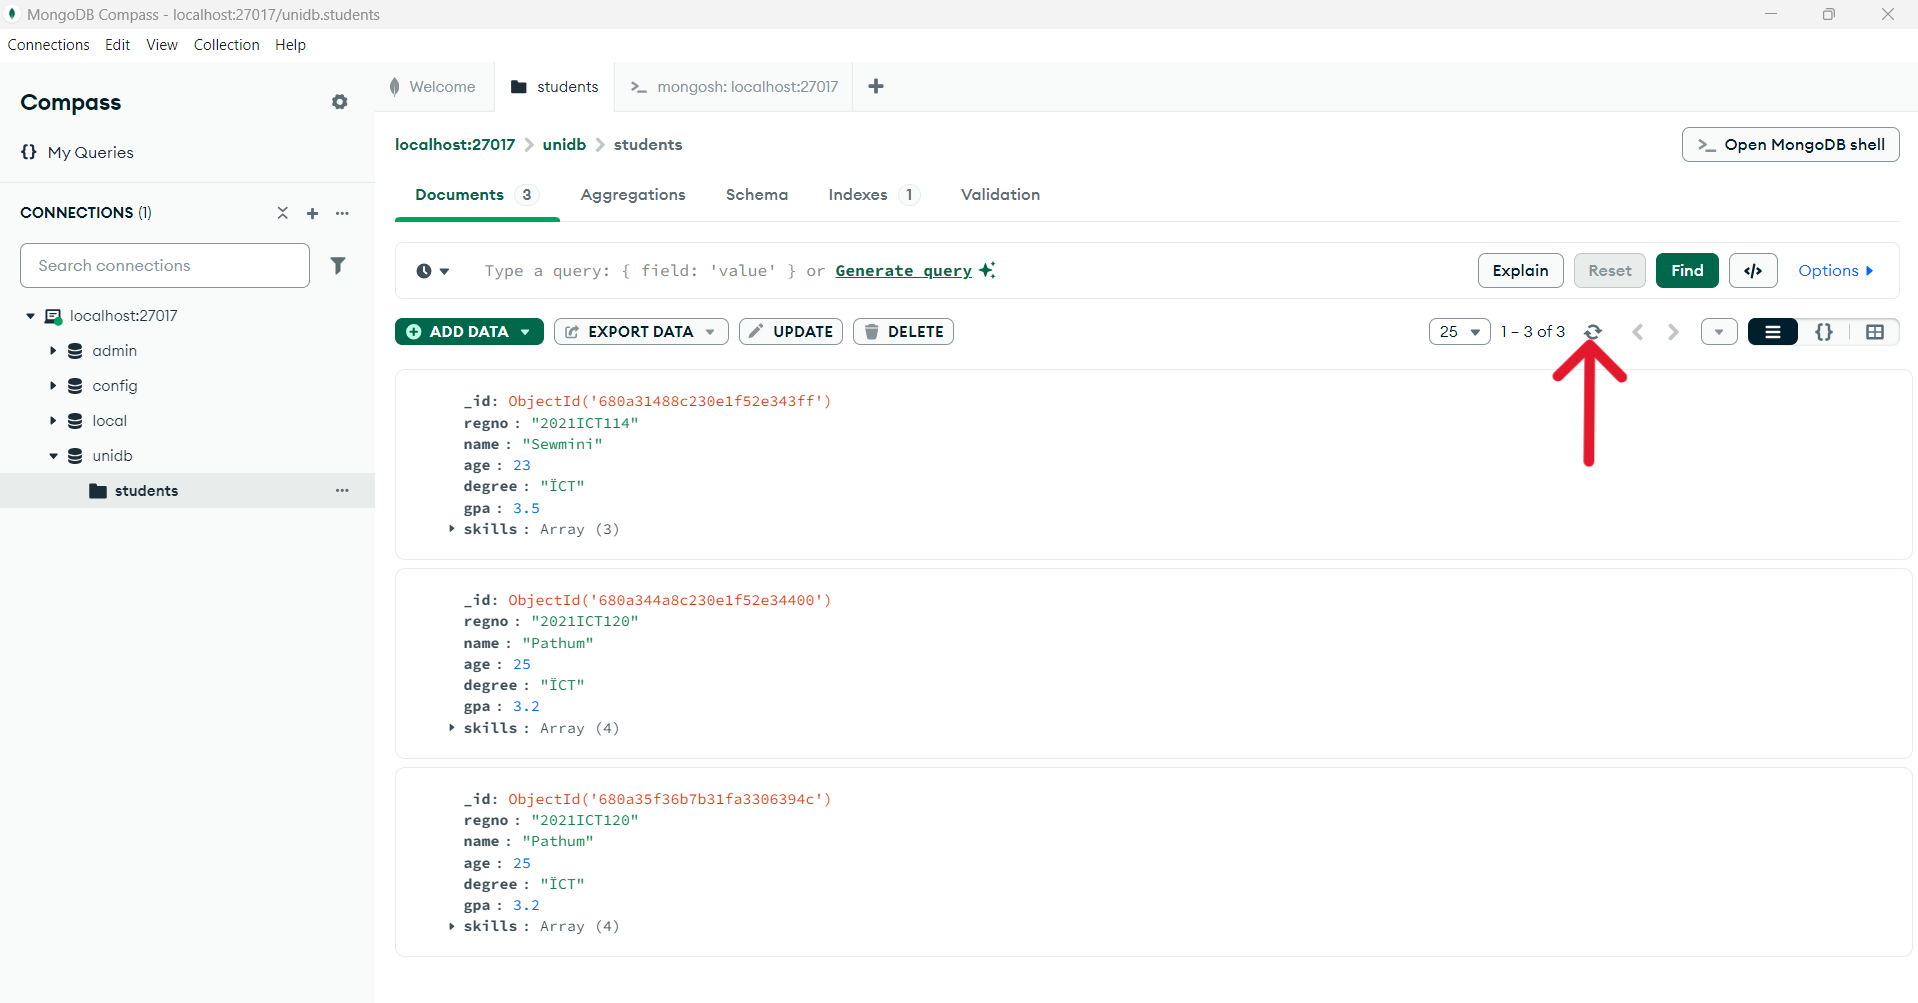 MongoDB Compass - localhost:27017/unidb.students
Connections Edit View Collection Help
Compass
{} My Queries
CONNECTIONS (1)
Search connections
localhost:27017
admin
config
local
unidb
students
Welcome
students
>_ mongosh: localhost:27017
localhost:27017 > unidb > students
>_ Open MongoDB shell
Documents 3 Aggregations Schema Indexes 1 Validation
Type a query: { field: 'value' } or Generate query
Explain Reset Find </> Options
ADD DATA EXPORT DATA UPDATE DELETE
25 1 – 3 of 3 {}
_id: ObjectId('680a31488c230e1f52e343ff')
regno : "2021ICT114"
name : "Sewmini"
age : 23
degree : "ÏCT"
gpa : 3.5
skills : Array (3)
_id: ObjectId('680a344a8c230e1f52e34400')
regno : "2021ICT120"
name : "Pathum"
age : 25
degree : "ÏCT"
gpa : 3.2
skills : Array (4)
_id: ObjectId('680a35f36b7b31fa3306394c')
regno : "2021ICT120"
name : "Pathum"
age : 25
degree : "ÏCT"
gpa : 3.2
skills : Array (4)